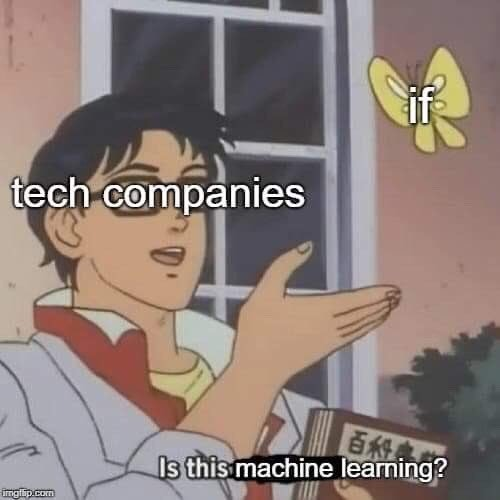 if
tech companies
百科
Is this machine learning?
imgflip.com